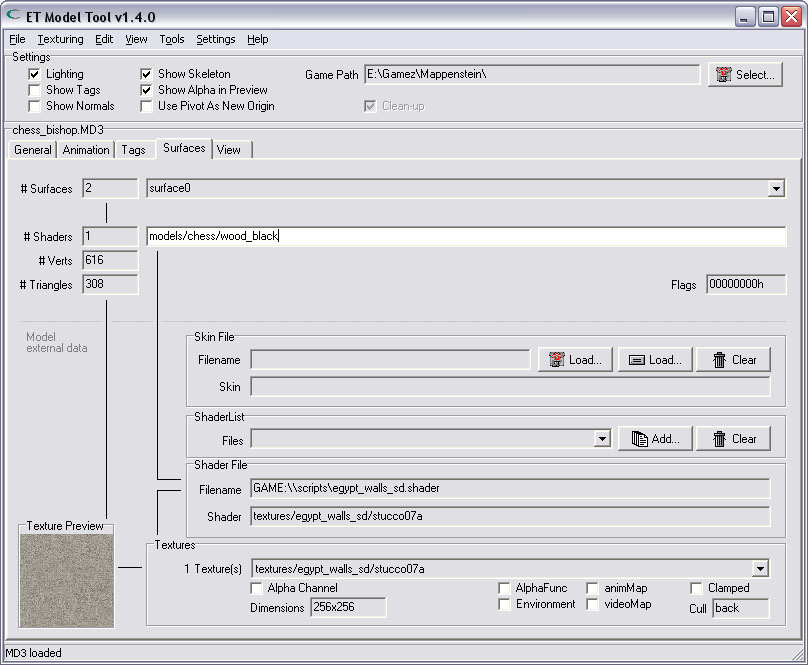 ET Model Tool v1.4.0
File Texturing Edit View Tools Settings Help
Settings
Lighting Show Skeleton Game Path E:\Gamez\Mappenstein\ Select...
Show Tags Show Alpha in Preview
Show Normals Use Pivot As New Origin Clean-up
chess_bishop.MD3
General Animation Tags Surfaces View
# Surfaces 2 surface0
# Shaders 1 models/chess/wood_black
# Verts 616
# Triangles 308 Flags 00000000h
Model
external data
Skin File
Filename Load... Load... Clear
Skin
ShaderList
Files Add... Clear
Shader File
Filename GAME:\\scripts\egypt_walls_sd.shader
Shader textures/egypt_walls_sd/stucco07a
Texture Preview
Textures
1 Texture(s) textures/egypt_walls_sd/stucco07a
Alpha Channel AlphaFunc animMap Clamped
Dimensions 256x256 Environment videoMap Cull back
MD3 loaded